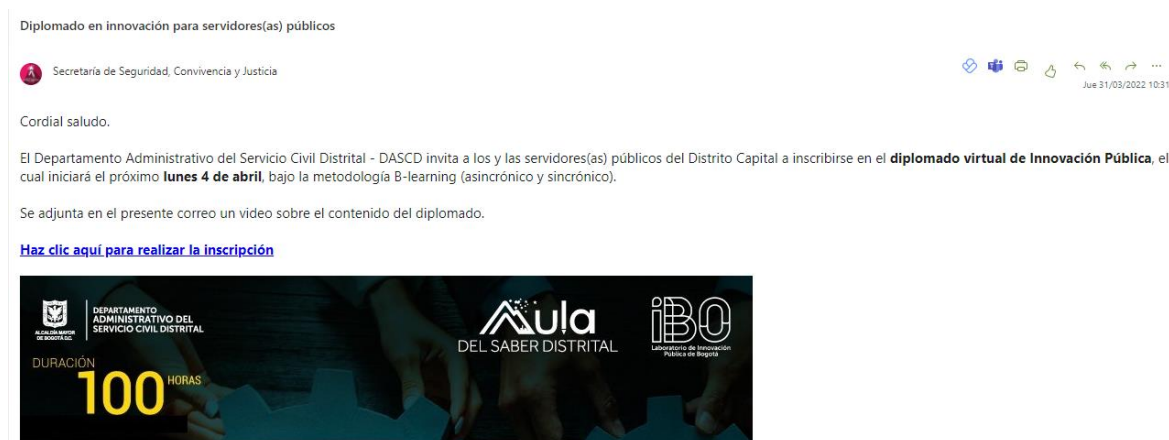 Diplomado en innovación para servidores(as) públicos
Secretaría de Seguridad, Convivencia y Justicia
Jue 31/03/2022 10:31
Cordial saludo.
El Departamento Administrativo del Servicio Civil Distrital - DASCD invita a los y las servidores(as) públicos del Distrito Capital a inscribirse en el diplomado virtual de Innovación Pública, el
cual iniciará el próximo lunes 4 de abril, bajo la metodología B-learning (asincrónico y sincrónico).
Se adjunta en el presente correo un video sobre el contenido del diplomado.
Haz clic aquí para realizar la inscripción
ALCALDÍA MAYOR
DE BOGOTÁ D.C.
DEPARTAMENTO
ADMINISTRATIVO DEL
SERVICIO CIVIL DISTRITAL
Aula
DEL SABER DISTRITAL
iBO
Laboratorio de Innovación
Pública de Bogotá
DURACIÓN
100 HORAS